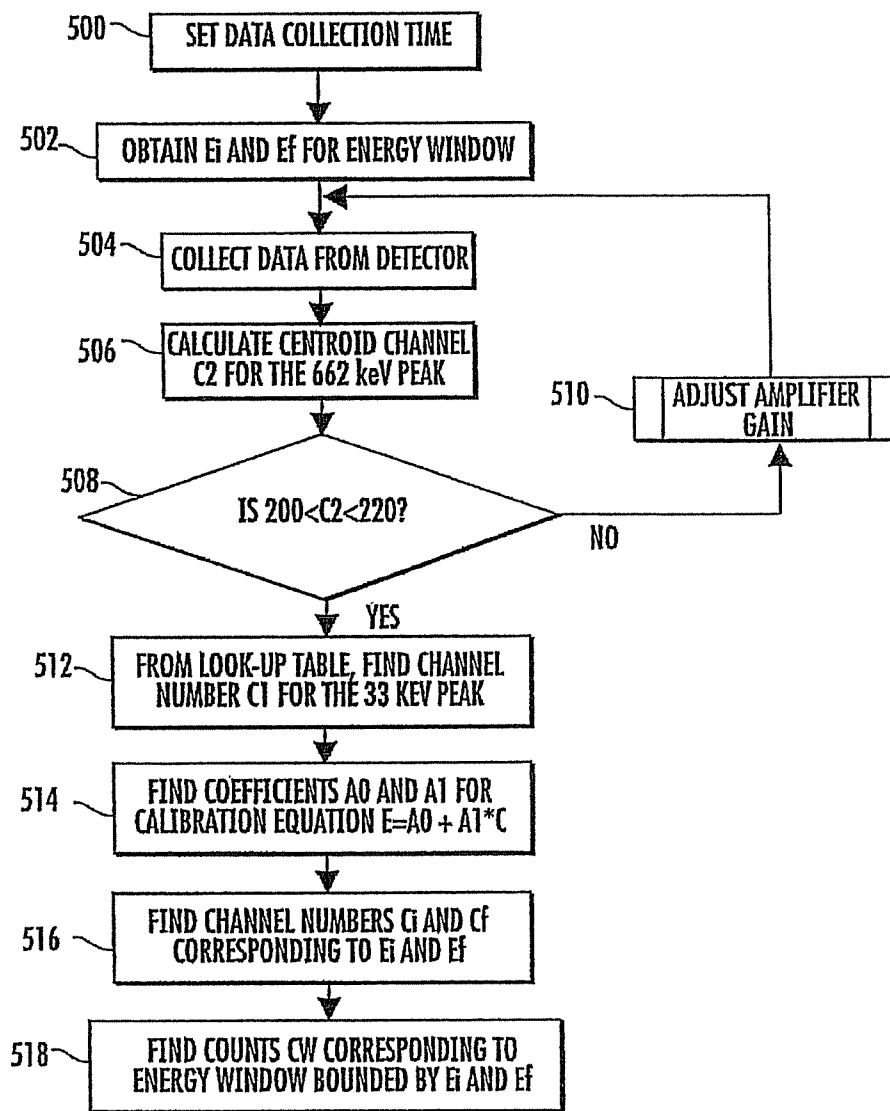 500
SET DATA COLLECTION TIME
502
OBTAIN Ei AND Ef FOR ENERGY WINDOW
504
COLLECT DATA FROM DETECTOR
506
CALCULATE CENTROID CHANNEL
C2 FOR THE 662 keV PEAK
510
ADJUST AMPLIFIER
GAIN
508
IS 200<C2<220?
NO
YES
512
FROM LOOK-UP TABLE, FIND CHANNEL
NUMBER C1 FOR THE 33 KEV PEAK
514
FIND COEFFICIENTS A0 AND A1 FOR
CALIBRATION EQUATION E=A0 + A1*C
516
FIND CHANNEL NUMBERS Ci AND Cf
CORRESPONDING TO Ei AND Ef
518
FIND COUNTS CW CORRESPONDING TO
ENERGY WINDOW BOUNDED BY Ei AND Ef